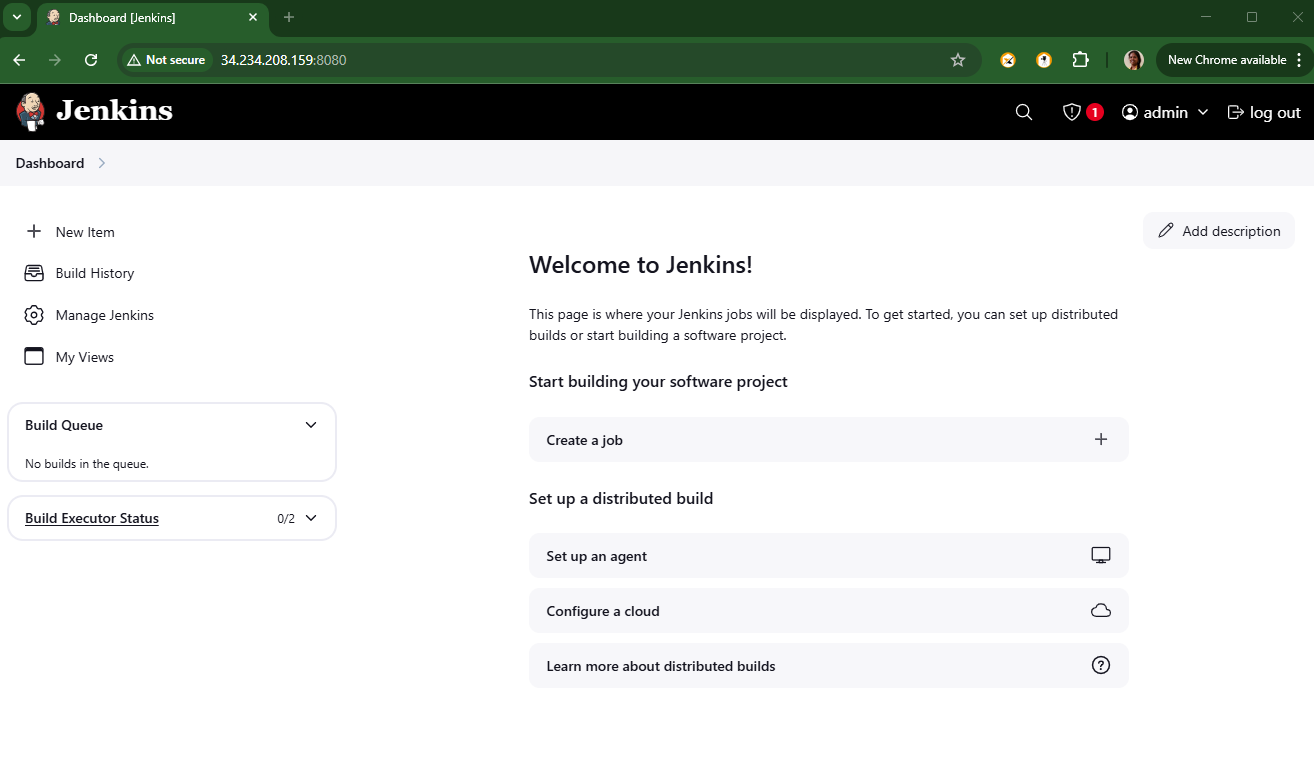 Dashboard [Jenkins]
Not secure
34.234.208.159:8080
New Chrome available
Jenkins
1
admin
log out
Dashboard
New Item
Build History
Manage Jenkins
My Views
Build Queue
No builds in the queue.
Build Executor Status
0/2
Add description
Welcome to Jenkins!
This page is where your Jenkins jobs will be displayed. To get started, you can set up distributed
builds or start building a software project.
Start building your software project
Create a job
Set up a distributed build
Set up an agent
Configure a cloud
Learn more about distributed builds